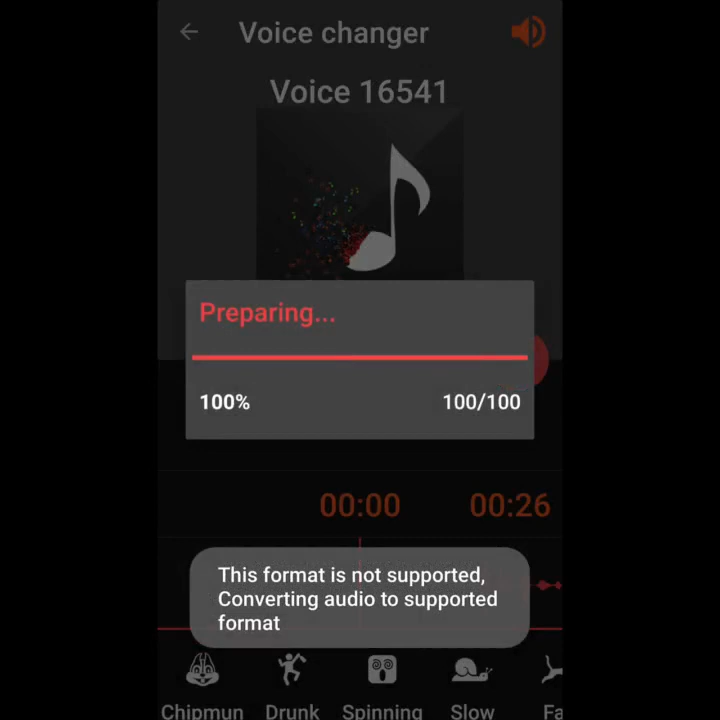 Voice changer
Voice 16541
Preparing...
100% 100/100
00:00 00:26
This format is not supported,
Converting audio to supported
format
Chipmun Drunk Spinning Slow Fa